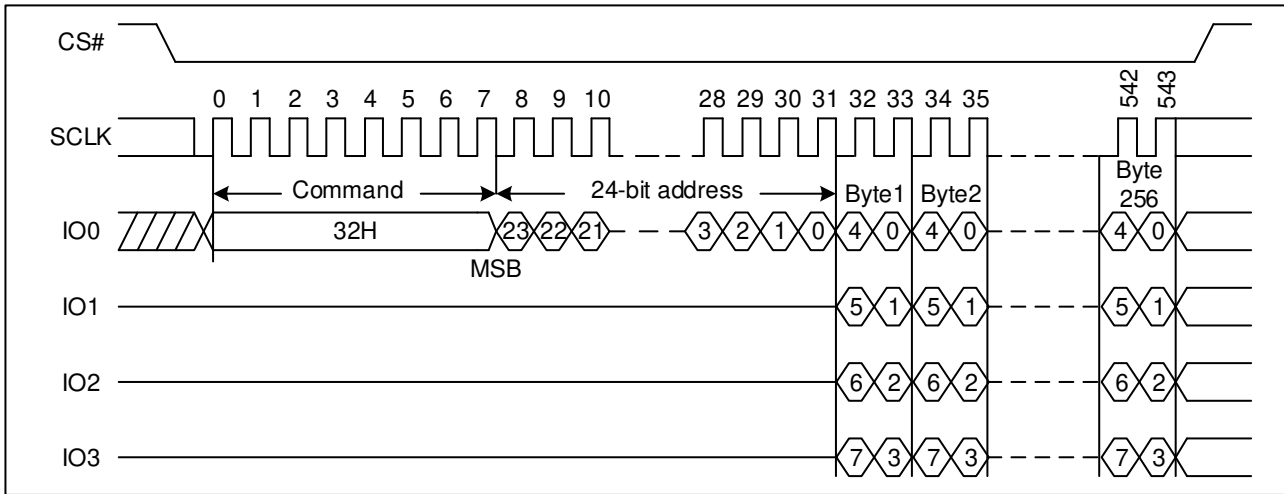 CS#
0 1 2 3 4 5 6 7 8 9 10 28 29 30 31 32 33 34 35 542 543
SCLK
Command 24-bit address Byte1 Byte2 Byte
256
IO0 32H 23 22 21 3 2 1 0 4 0 4 0 4 0
MSB
IO1 5 1 5 1 5 1
IO2 6 2 6 2 6 2
IO3 7 3 7 3 7 3